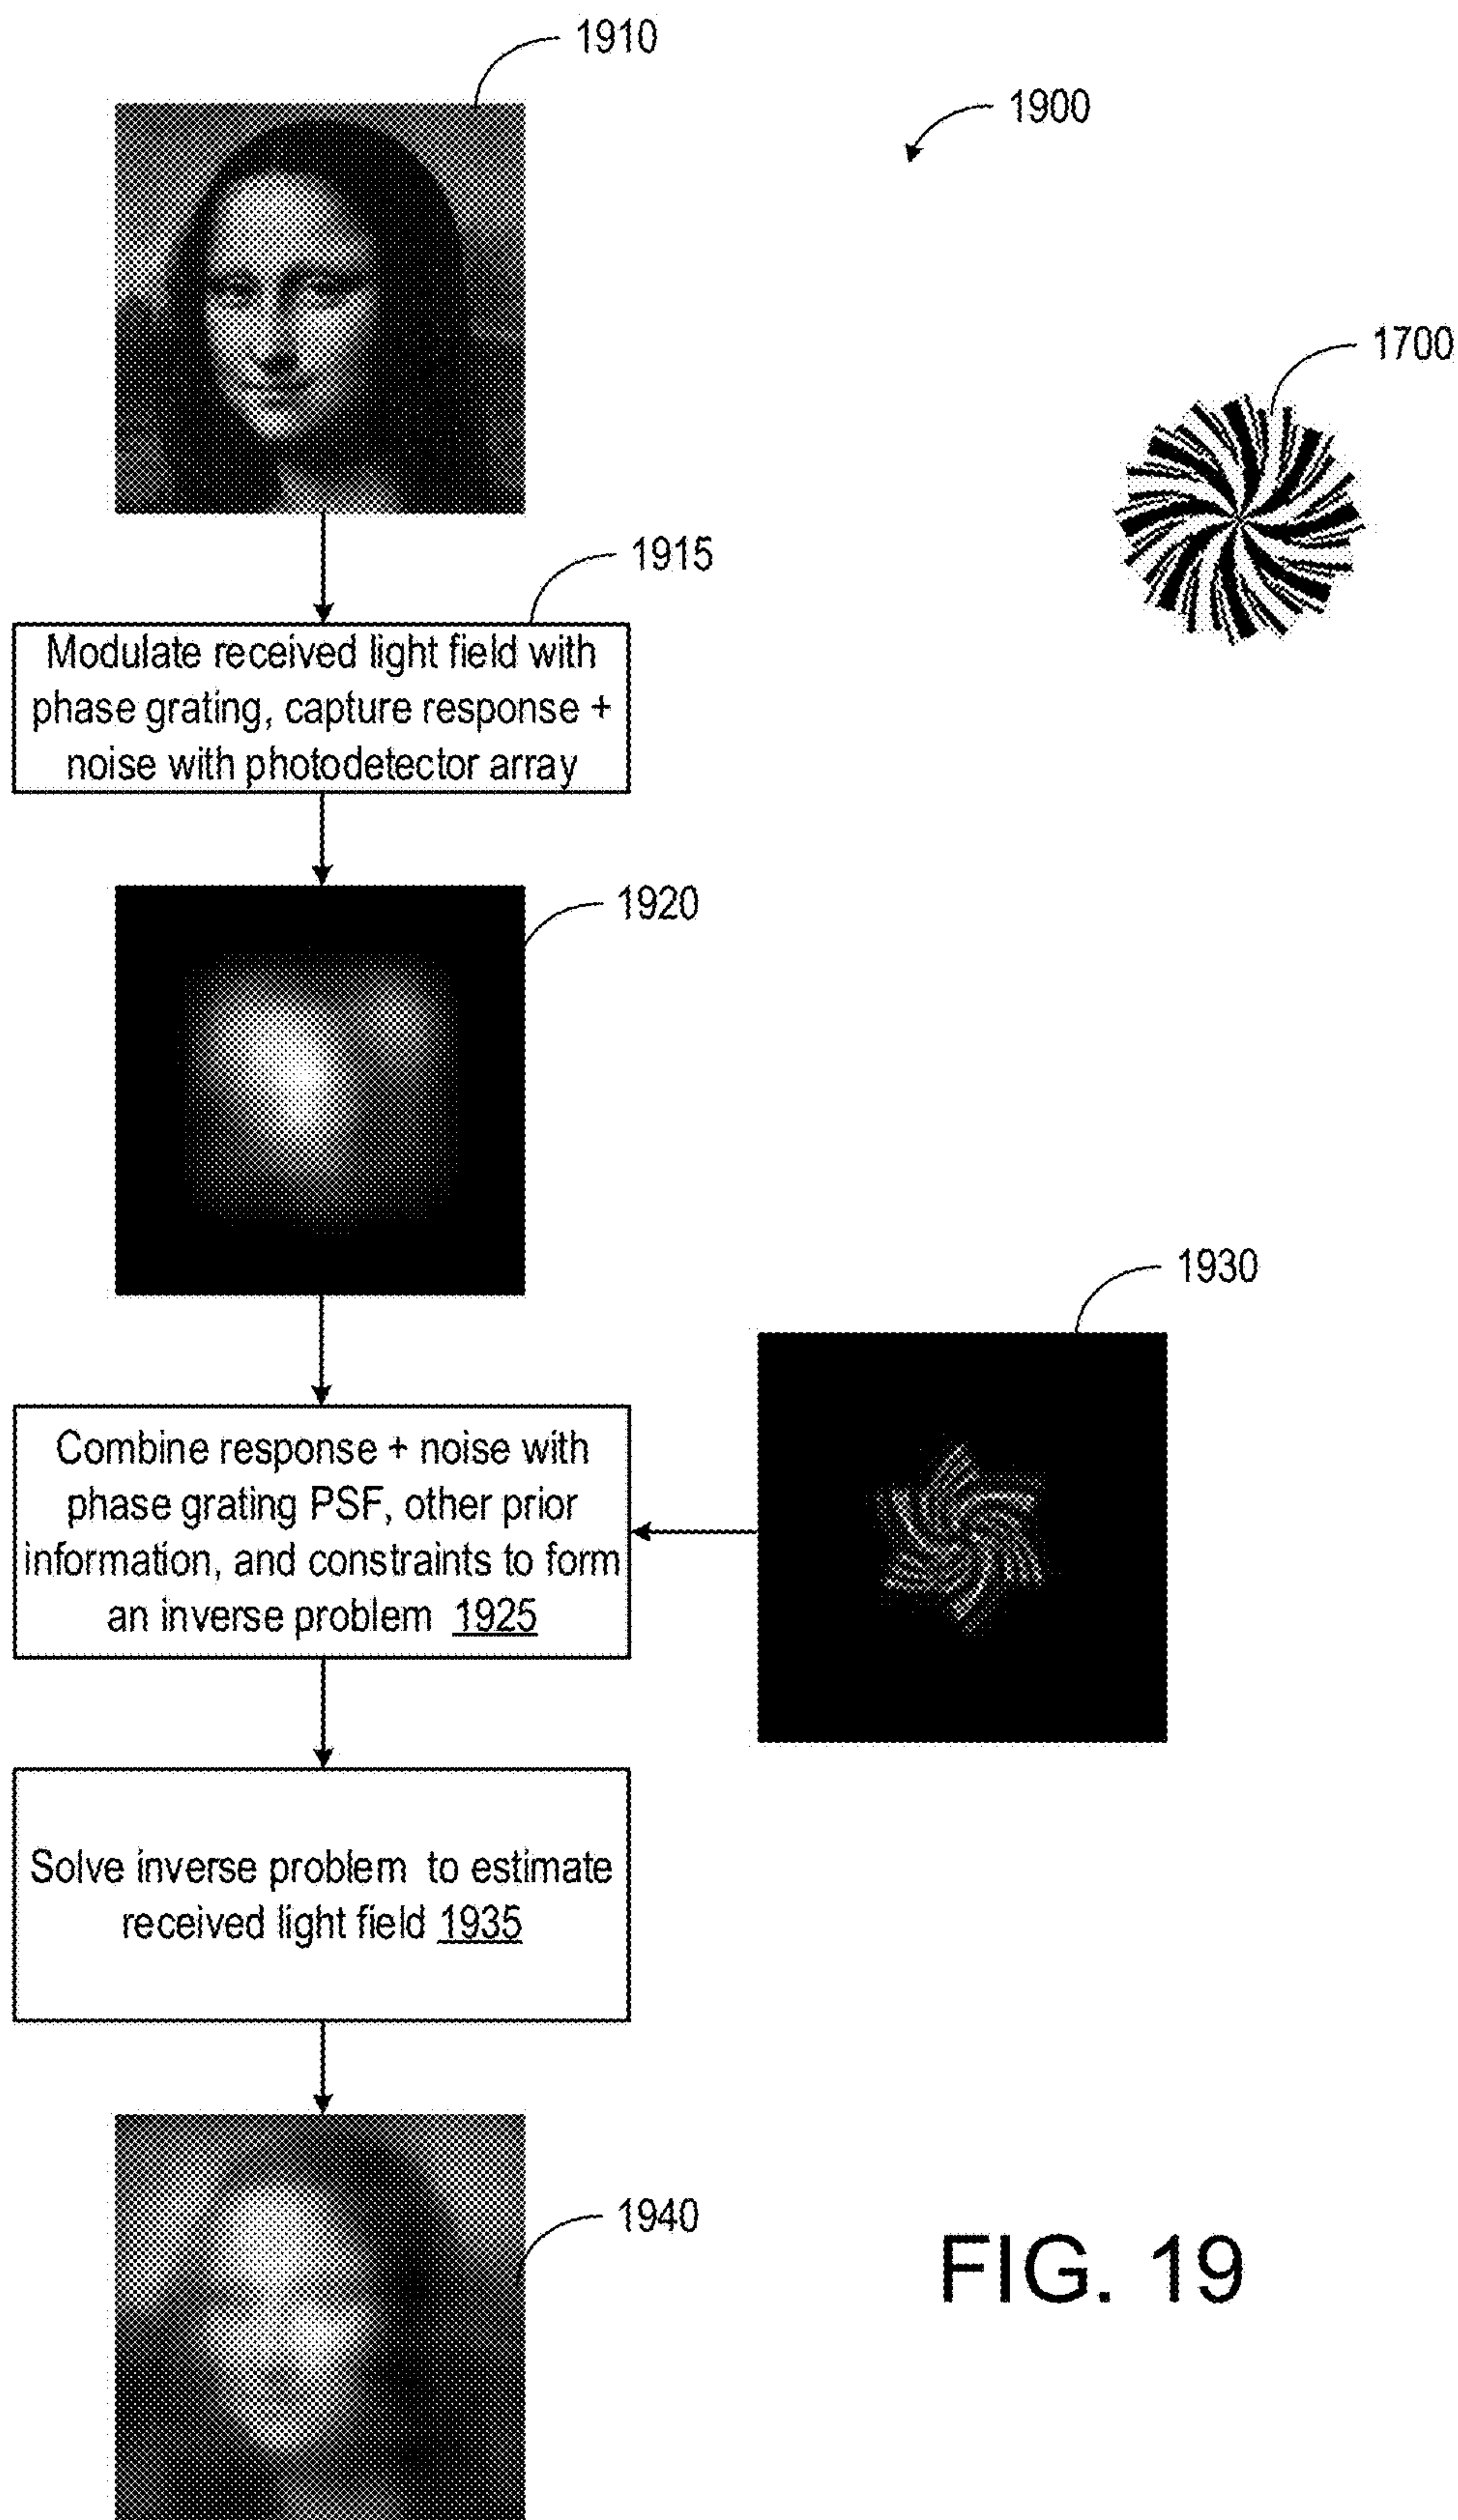 1910
1900
1700
1915
Modulate received light field with
phase grating, capture response +
noise with photodetector array
1920
1930
Combine response + noise with
phase grating PSF, other prior
information, and constraints to form
an inverse problem 1925
Solve inverse problem to estimate
received light field 1935
1940
FIG. 19